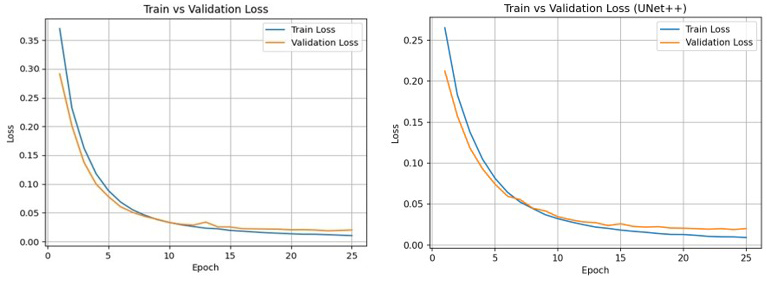 Train vs Validation Loss
Train Loss
Validation Loss
0.35
0.30
0.25
0.20
0.15
0.10
0.05
0.00
Loss
0 5 10 15 20 25
Epoch
Train vs Validation Loss (UNet++)
Train Loss
Validation Loss
0.25
0.20
0.15
0.10
0.05
0.00
Loss
0 5 10 15 20 25
Epoch